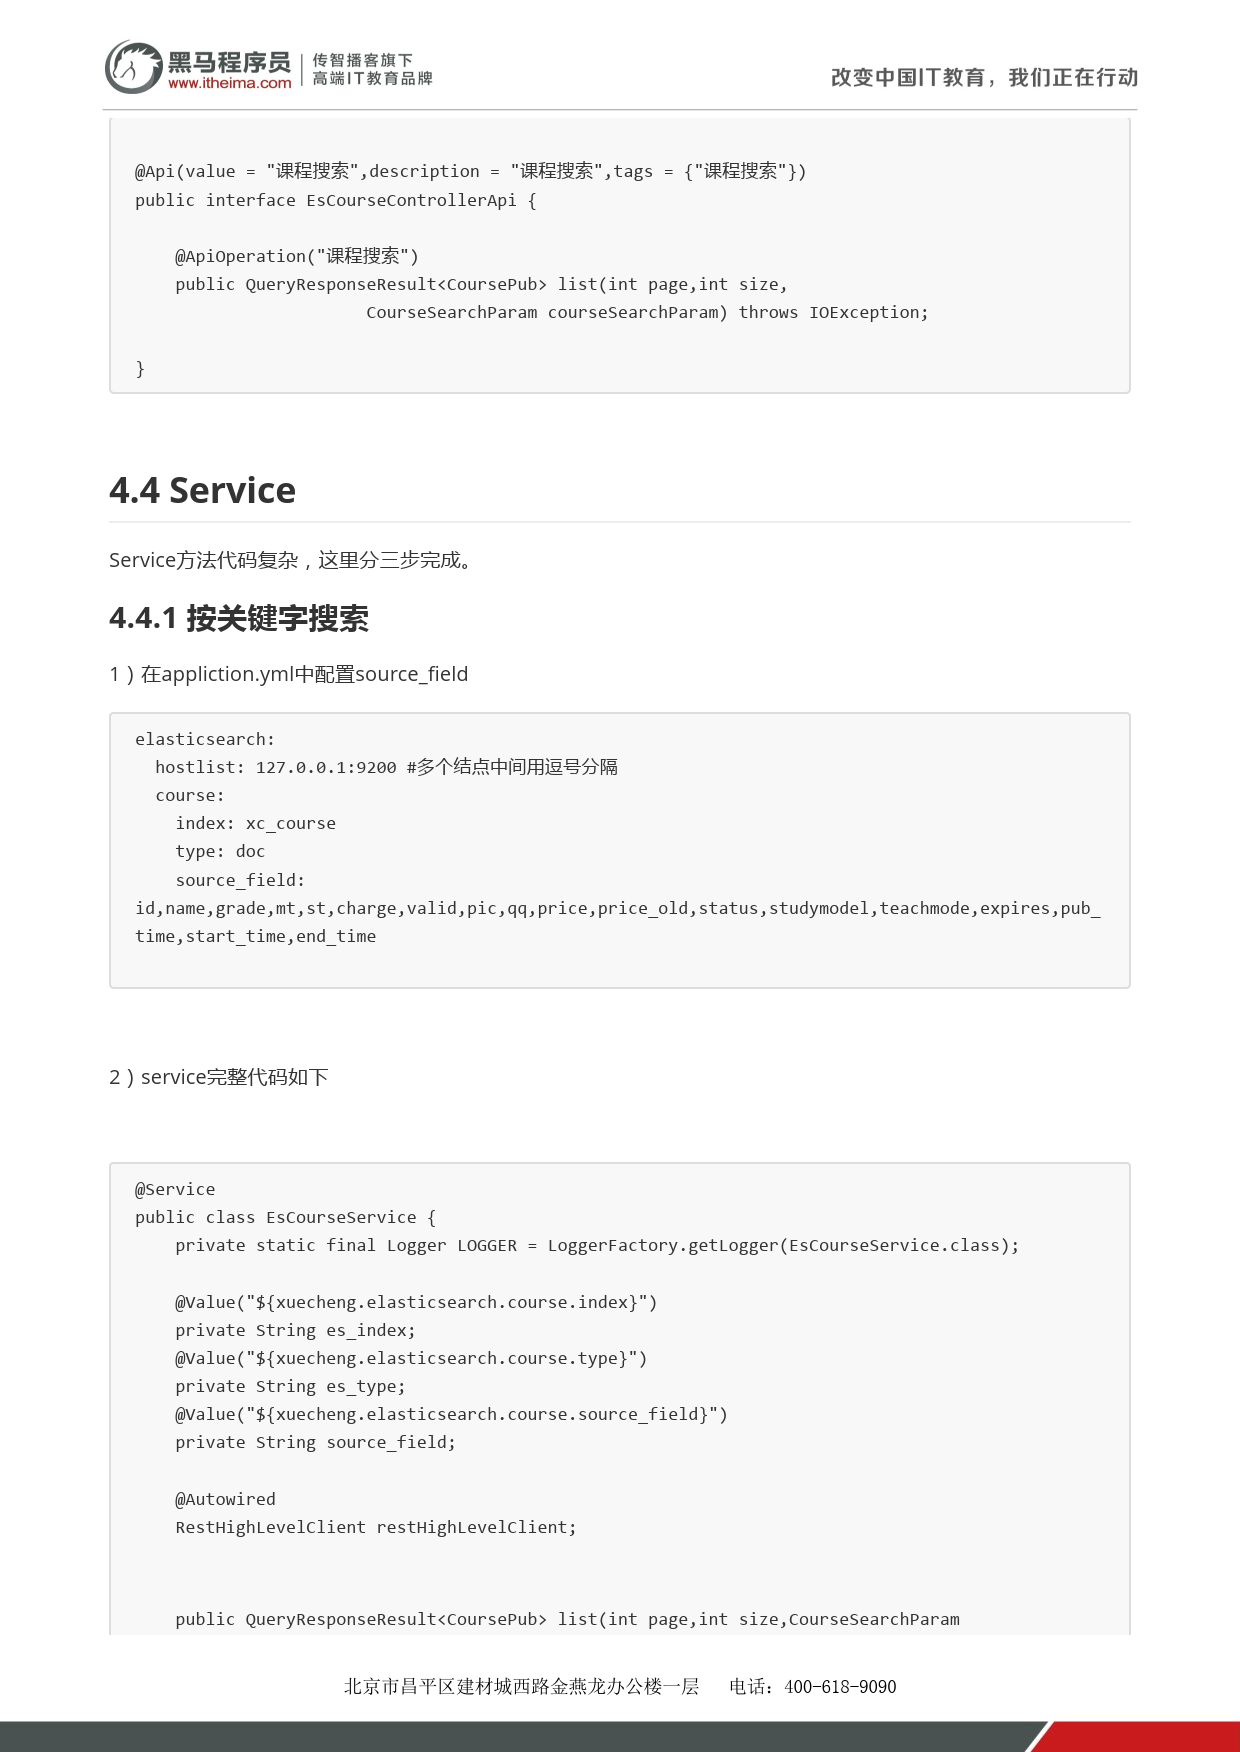 黑马程序员
www.itheima.com
传智播客旗下
高端IT教育品牌
改变中国IT教育，我们正在行动
@Api(value = "课程搜索",description = "课程搜索",tags = {"课程搜索"})
public interface EsCourseControllerApi {
    @ApiOperation("课程搜索")
    public QueryResponseResult<CoursePub> list(int page,int size,
                       CourseSearchParam courseSearchParam) throws IOException;
}
4.4 Service
Service方法代码复杂，这里分三步完成。
4.4.1 按关键字搜索
1）在appliction.yml中配置source_field
elasticsearch:
  hostlist: 127.0.0.1:9200 #多个结点中间用逗号分隔
  course:
    index: xc_course
    type: doc
    source_field:
id,name,grade,mt,st,charge,valid,pic,qq,price,price_old,status,studymodel,teachmode,expires,pub_
time,start_time,end_time
2）service完整代码如下
@Service
public class EsCourseService {
    private static final Logger LOGGER = LoggerFactory.getLogger(EsCourseService.class);
    @Value("${xuecheng.elasticsearch.course.index}")
    private String es_index;
    @Value("${xuecheng.elasticsearch.course.type}")
    private String es_type;
    @Value("${xuecheng.elasticsearch.course.source_field}")
    private String source_field;
    @Autowired
    RestHighLevelClient restHighLevelClient;
    public QueryResponseResult<CoursePub> list(int page,int size,CourseSearchParam
北京市昌平区建材城西路金燕龙办公楼一层 电话：400-618-9090